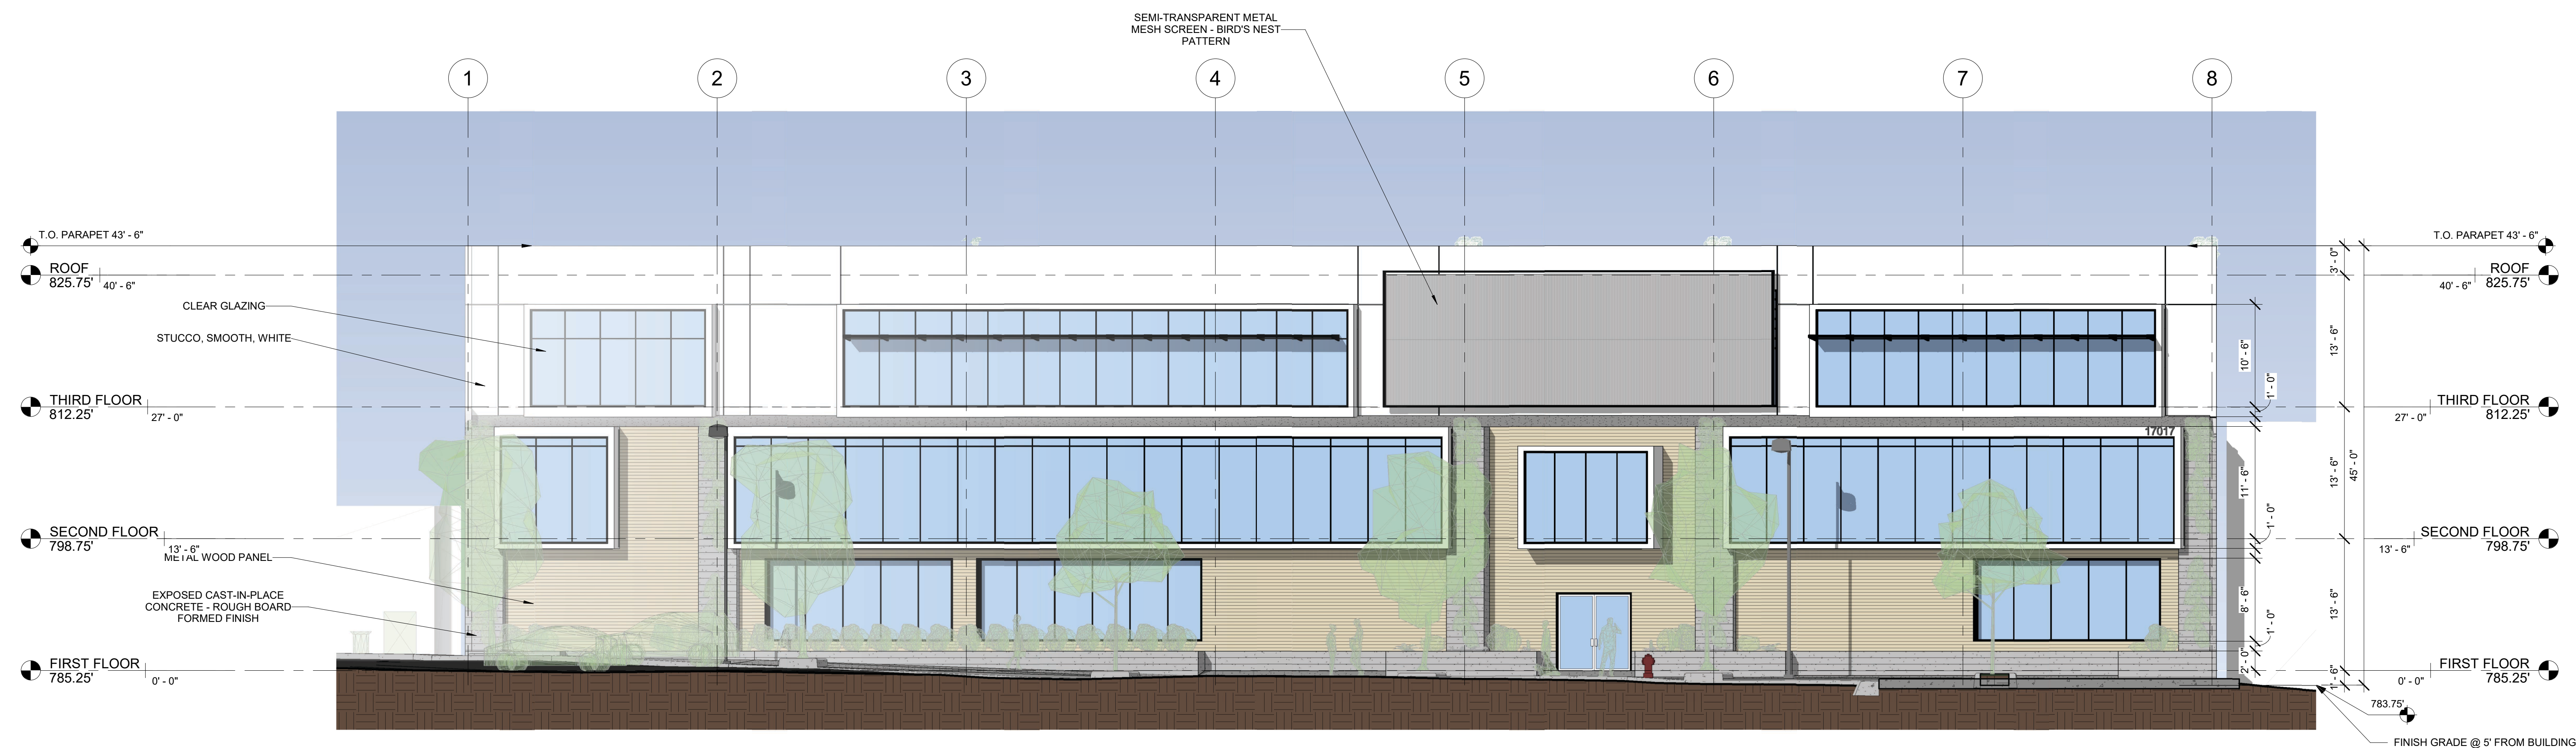 SEMI-TRANSPARENT METAL
MESH SCREEN - BIRD'S NEST
PATTERN
1
2
3
4
5
6
7
8
T.O. PARAPET 43' - 6"
ROOF
825.75'
40' - 6"
CLEAR GLAZING
STUCCO, SMOOTH, WHITE
THIRD FLOOR
812.25'
27' - 0"
SECOND FLOOR
798.75'
13' - 6"
METAL WOOD PANEL
EXPOSED CAST-IN-PLACE
CONCRETE - ROUGH BOARD
FORMED FINISH
FIRST FLOOR
785.25'
0' - 0"
17017
10' - 6"
1' - 0"
11' - 6"
1' - 0"
8' - 6"
1' - 0"
2' - 0"
3' - 0"
13' - 6"
13' - 6"
13' - 6"
1' - 6"
45' - 0"
T.O. PARAPET 43' - 6"
ROOF
40' - 6"
825.75'
THIRD FLOOR
27' - 0"
812.25'
SECOND FLOOR
13' - 6"
798.75'
FIRST FLOOR
0' - 0"
785.25'
783.75'
FINISH GRADE @ 5' FROM BUILDING